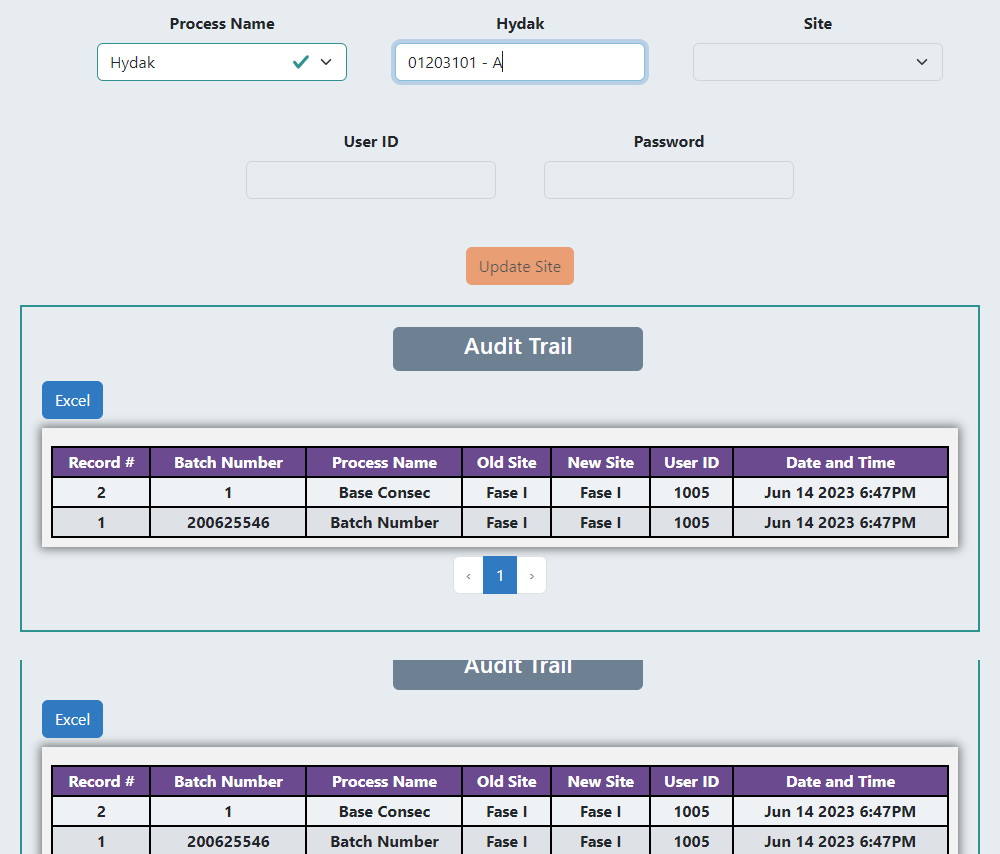 Process Name Hydak Site
Hydak 01203101 - A
User ID Password
Update Site
Audit Trail
Excel
Record # Batch Number Process Name Old Site New Site User ID Date and Time
2 1 Base Consec Fase I Fase I 1005 Jun 14 2023 6:47PM
1 200625546 Batch Number Fase I Fase I 1005 Jun 14 2023 6:47PM
‹ 1 ›
Audit Trail
Excel
Record # Batch Number Process Name Old Site New Site User ID Date and Time
2 1 Base Consec Fase I Fase I 1005 Jun 14 2023 6:47PM
1 200625546 Batch Number Fase I Fase I 1005 Jun 14 2023 6:47PM